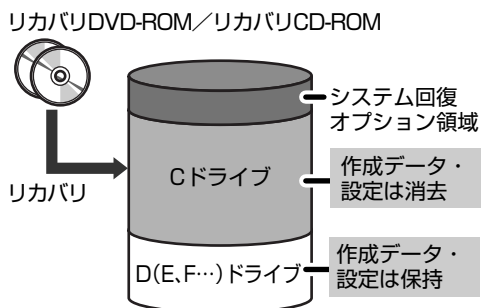 リカバリDVD-ROM／リカバリCD-ROM
システム回復
オプション領域
Cドライブ
作成データ・
設定は消去
リカバリ
D(E、F…)ドライブ
作成データ・
設定は保持